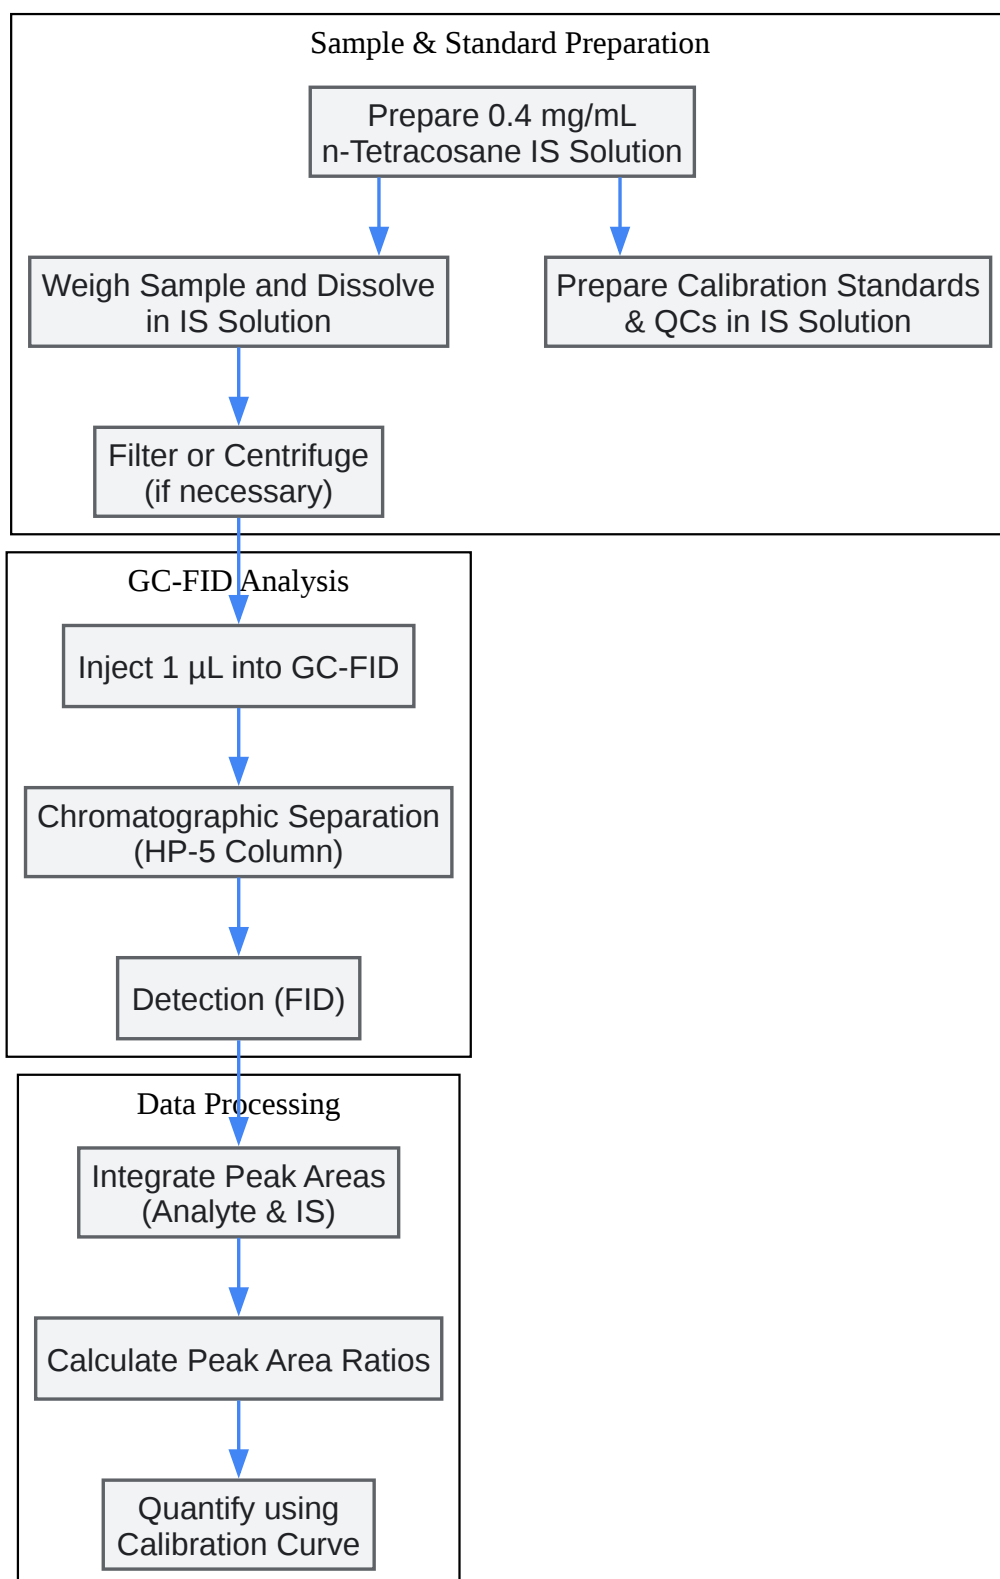 Sample & Standard Preparation
Prepare 0.4 mg/mL
n-Tetracosane IS Solution
Weigh Sample and Dissolve
in IS Solution
Prepare Calibration Standards
& QCs in IS Solution
Filter or Centrifuge
(if necessary)
GC-FID Analysis
Inject 1 µL into GC-FID
Chromatographic Separation
(HP-5 Column)
Detection (FID)
Data Processing
Integrate Peak Areas
(Analyte & IS)
Calculate Peak Area Ratios
Quantify using
Calibration Curve